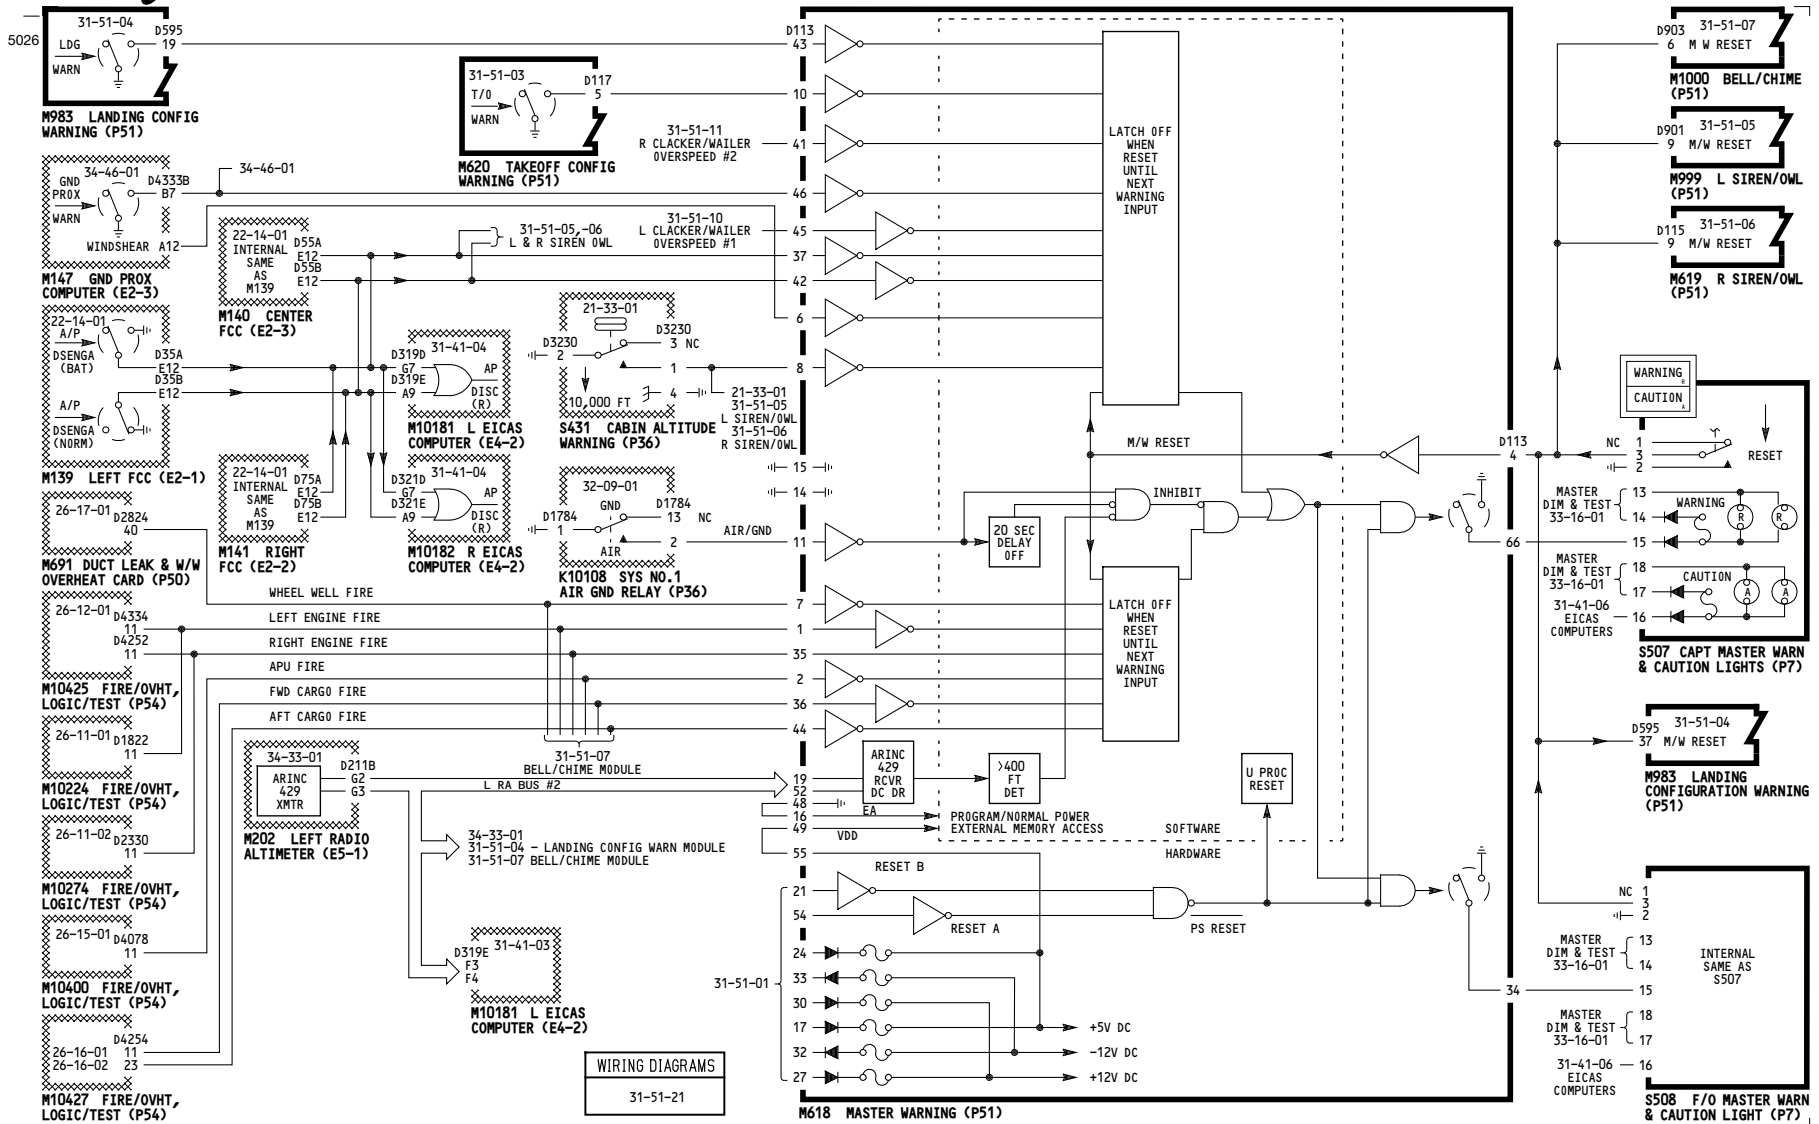 5026
31-51-04
LDG
WARN
D595
19
M983 LANDING CONFIG
WARNING (P51)
31-51-03
T/O
WARN
D117
5
M620 TAKEOFF CONFIG
WARNING (P51)
31-51-11
R CLACKER/WAILER
OVERSPEED #2
34-46-01
GND
PROX
WARN
D4333B
B7
34-46-01
WINDSHEAR A12
M147 GND PROX
COMPUTER (E2-3)
22-14-01
INTERNAL
SAME
AS
M139
D55A
E12
D55B
E12
M140 CENTER
FCC (E2-3)
31-51-05,-06
L & R SIREN OWL
31-51-10
L CLACKER/WAILER
OVERSPEED #1
22-14-01
A/P
DSENGA
(BAT)
D35A
E12
D35B
E12
A/P
DSENGA
(NORM)
M139 LEFT FCC (E2-1)
31-41-04
D319D
G7
D319E
A9
AP
DISC
(R)
M10181 L EICAS
COMPUTER (E4-2)
21-33-01
D3230
2
D3230
3 NC
1
4
10,000 FT
S431 CABIN ALTITUDE
WARNING (P36)
21-33-01
31-51-05
L SIREN/OWL
31-51-06
R SIREN/OWL
22-14-01
INTERNAL
SAME
AS
M139
D75A
E12
D75B
E12
M141 RIGHT
FCC (E2-2)
31-41-04
D321D
G7
D321E
A9
AP
DISC
(R)
M10182 R EICAS
COMPUTER (E4-2)
32-09-01
GND
D1784
1
D1784
13 NC
2
AIR
AIR/GND
K10108 SYS NO.1
AIR GND RELAY (P36)
26-17-01
D2824
40
M691 DUCT LEAK & W/W
OVERHEAT CARD (P50)
WHEEL WELL FIRE
LEFT ENGINE FIRE
RIGHT ENGINE FIRE
APU FIRE
FWD CARGO FIRE
AFT CARGO FIRE
26-12-01
D4334
11
D4252
11
M10425 FIRE/OVHT,
LOGIC/TEST (P54)
26-11-01
D1822
11
M10224 FIRE/OVHT,
LOGIC/TEST (P54)
26-11-02
D2330
11
M10274 FIRE/OVHT,
LOGIC/TEST (P54)
26-15-01
D4078
11
M10400 FIRE/OVHT,
LOGIC/TEST (P54)
D4254
26-16-01 11
26-16-02 23
M10427 FIRE/OVHT,
LOGIC/TEST (P54)
31-51-07
BELL/CHIME MODULE
34-33-01
ARINC
429
XMTR
D211B
G2
G3
M202 LEFT RADIO
ALTIMETER (E5-1)
L RA BUS #2
34-33-01
31-51-04 - LANDING CONFIG WARN MODULE
31-51-07 BELL/CHIME MODULE
31-41-03
D319E
F3
F4
M10181 L EICAS
COMPUTER (E4-2)
WIRING DIAGRAMS
31-51-21
D113
43
10
41
46
45
37
42
6
8
15
14
11
7
1
35
2
36
44
19
52
48
16
49
55
21
54
24
33
30
17
32
27
31-51-01
LATCH OFF
WHEN
RESET
UNTIL
NEXT
WARNING
INPUT
M/W RESET
INHIBIT
20 SEC
DELAY
OFF
LATCH OFF
WHEN
RESET
UNTIL
NEXT
WARNING
INPUT
ARINC
429
RCVR
DC DR
>400
FT
DET
U PROC
RESET
EA
VDD
PROGRAM/NORMAL POWER
EXTERNAL MEMORY ACCESS
SOFTWARE
HARDWARE
RESET B
RESET A
PS RESET
+5V DC
-12V DC
+12V DC
M618 MASTER WARNING (P51)
D113
4
66
34
D903
6
31-51-07
M W RESET
M1000 BELL/CHIME
(P51)
D901
9
31-51-05
M/W RESET
M999 L SIREN/OWL
(P51)
D115
9
31-51-06
M/W RESET
M619 R SIREN/OWL
(P51)
WARNING
R
CAUTION
A
NC 1
3
2
RESET
MASTER
DIM & TEST
33-16-01
13
14
15
WARNING
R
R
MASTER
DIM & TEST
33-16-01
18
17
CAUTION
A
A
31-41-06
EICAS
COMPUTERS
16
S507 CAPT MASTER WARN
& CAUTION LIGHTS (P7)
D595
37
31-51-04
M/W RESET
M983 LANDING
CONFIGURATION WARNING
(P51)
NC 1
3
2
MASTER
DIM & TEST
33-16-01
13
14
15
INTERNAL
SAME AS
S507
MASTER
DIM & TEST
33-16-01
18
17
31-41-06
EICAS
COMPUTERS
16
S508 F/O MASTER WARN
& CAUTION LIGHT (P7)